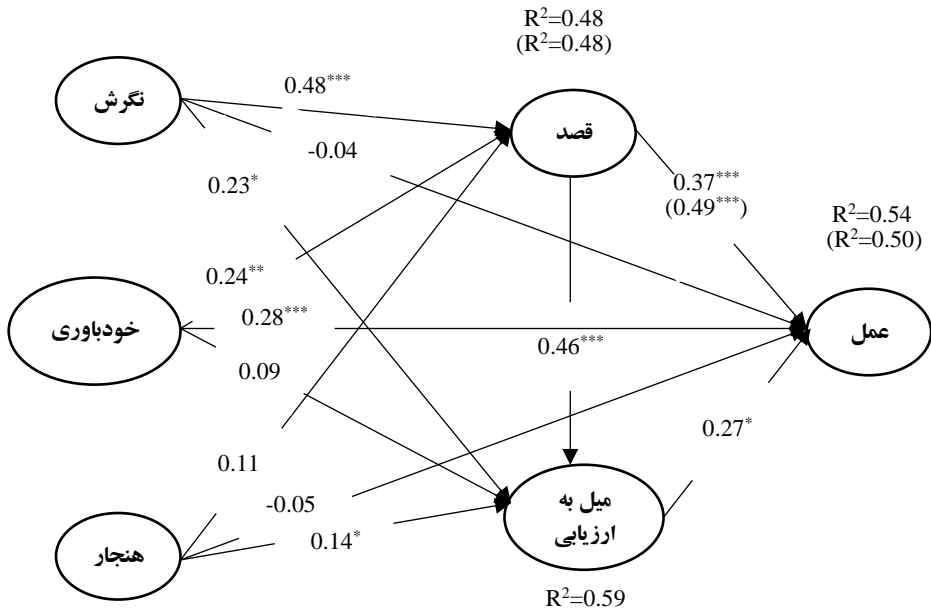 R²=0.48
(R²=0.48)
نگرش
0.48***
قصد
-0.04
0.23*
0.37***
(0.49***)
R²=0.54
(R²=0.50)
0.24**
خودباوری
0.28***
0.46***
عمل
0.09
0.27*
0.11
-0.05
میل به
ارزیابی
هنجار
0.14*
R²=0.59